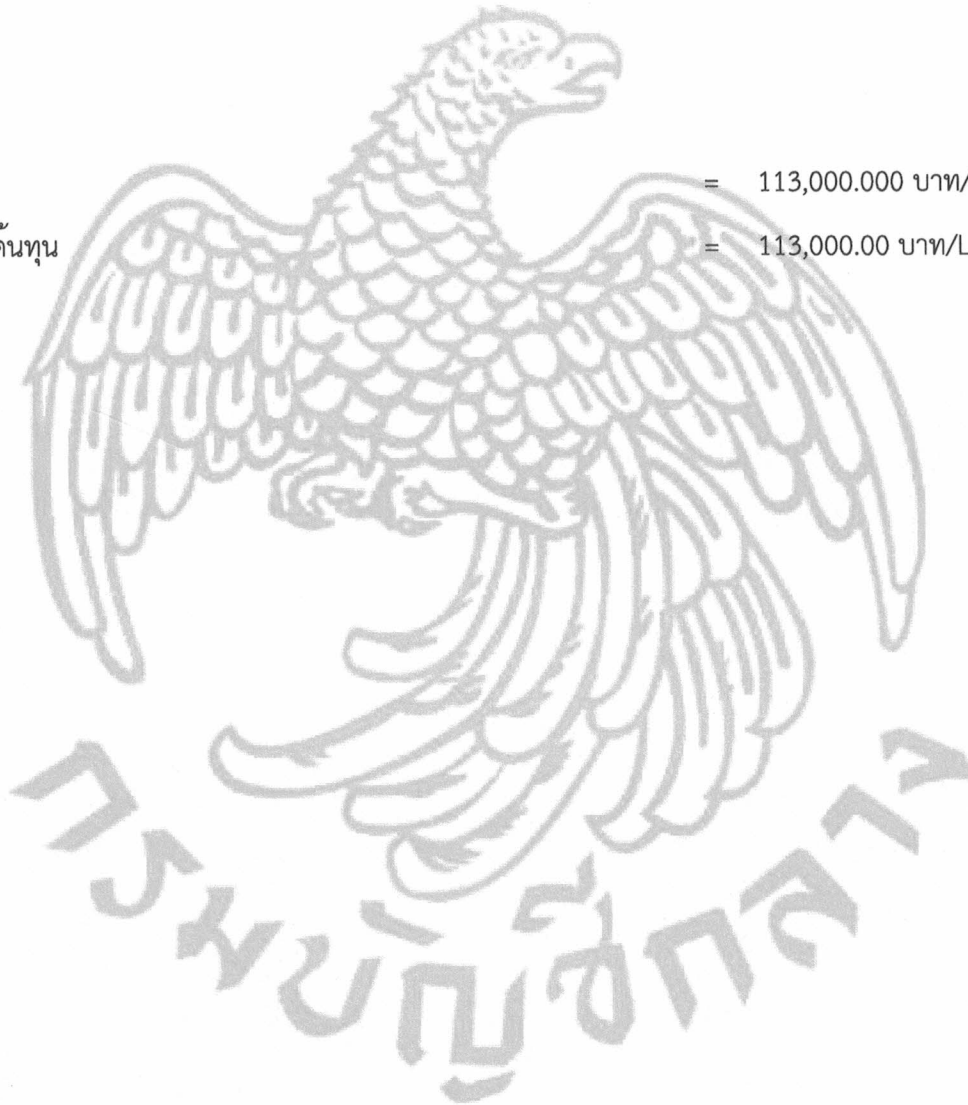 = 113,000.000 บาท/
ต้นทุน = 113,000.00 บาท/L
กรมบัญชีกลาง